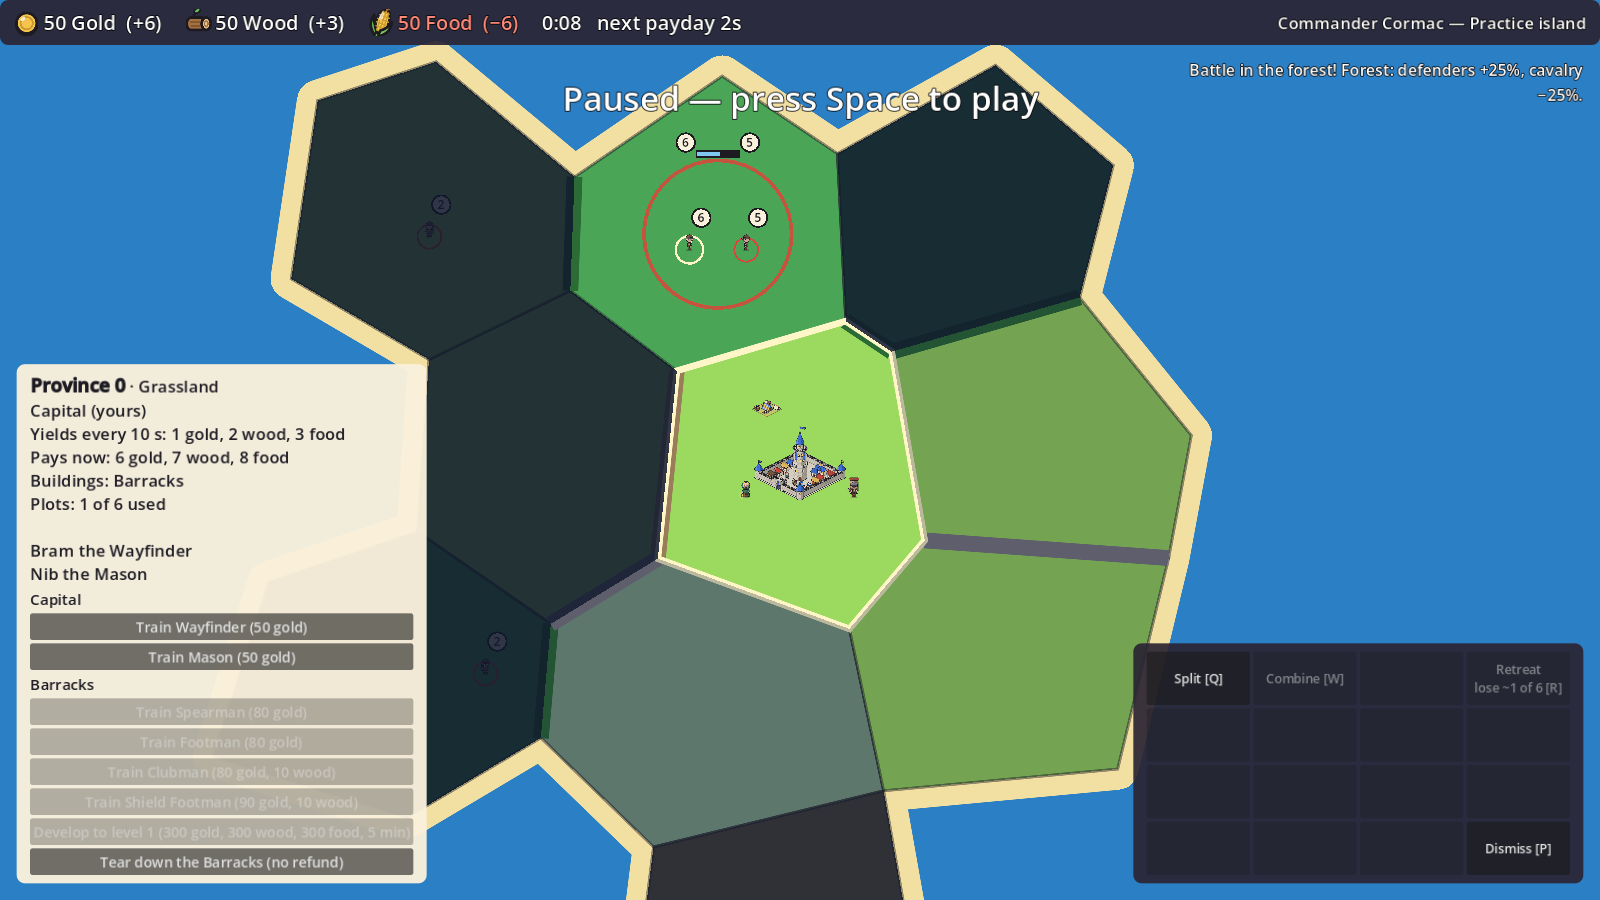 50 Gold (+6) 50 Wood (+3) 50 Food (−6) 0:08 next payday 2s Commander Cormac — Practice island
Battle in the forest! Forest: defenders +25%, cavalry
−25%.
Paused — press Space to play
6 5
6 5
2
2
Province 0 · Grassland
Capital (yours)
Yields every 10 s: 1 gold, 2 wood, 3 food
Pays now: 6 gold, 7 wood, 8 food
Buildings: Barracks
Plots: 1 of 6 used
Bram the Wayfinder
Nib the Mason
Capital
Train Wayfinder (50 gold)
Train Mason (50 gold)
Barracks
Train Spearman (80 gold)
Train Footman (80 gold)
Train Clubman (80 gold, 10 wood)
Train Shield Footman (90 gold, 10 wood)
Develop to level 1 (300 gold, 300 wood, 300 food, 5 min)
Tear down the Barracks (no refund)
Split [Q] Combine [W] Retreat
lose ~1 of 6 [R]
Dismiss [P]